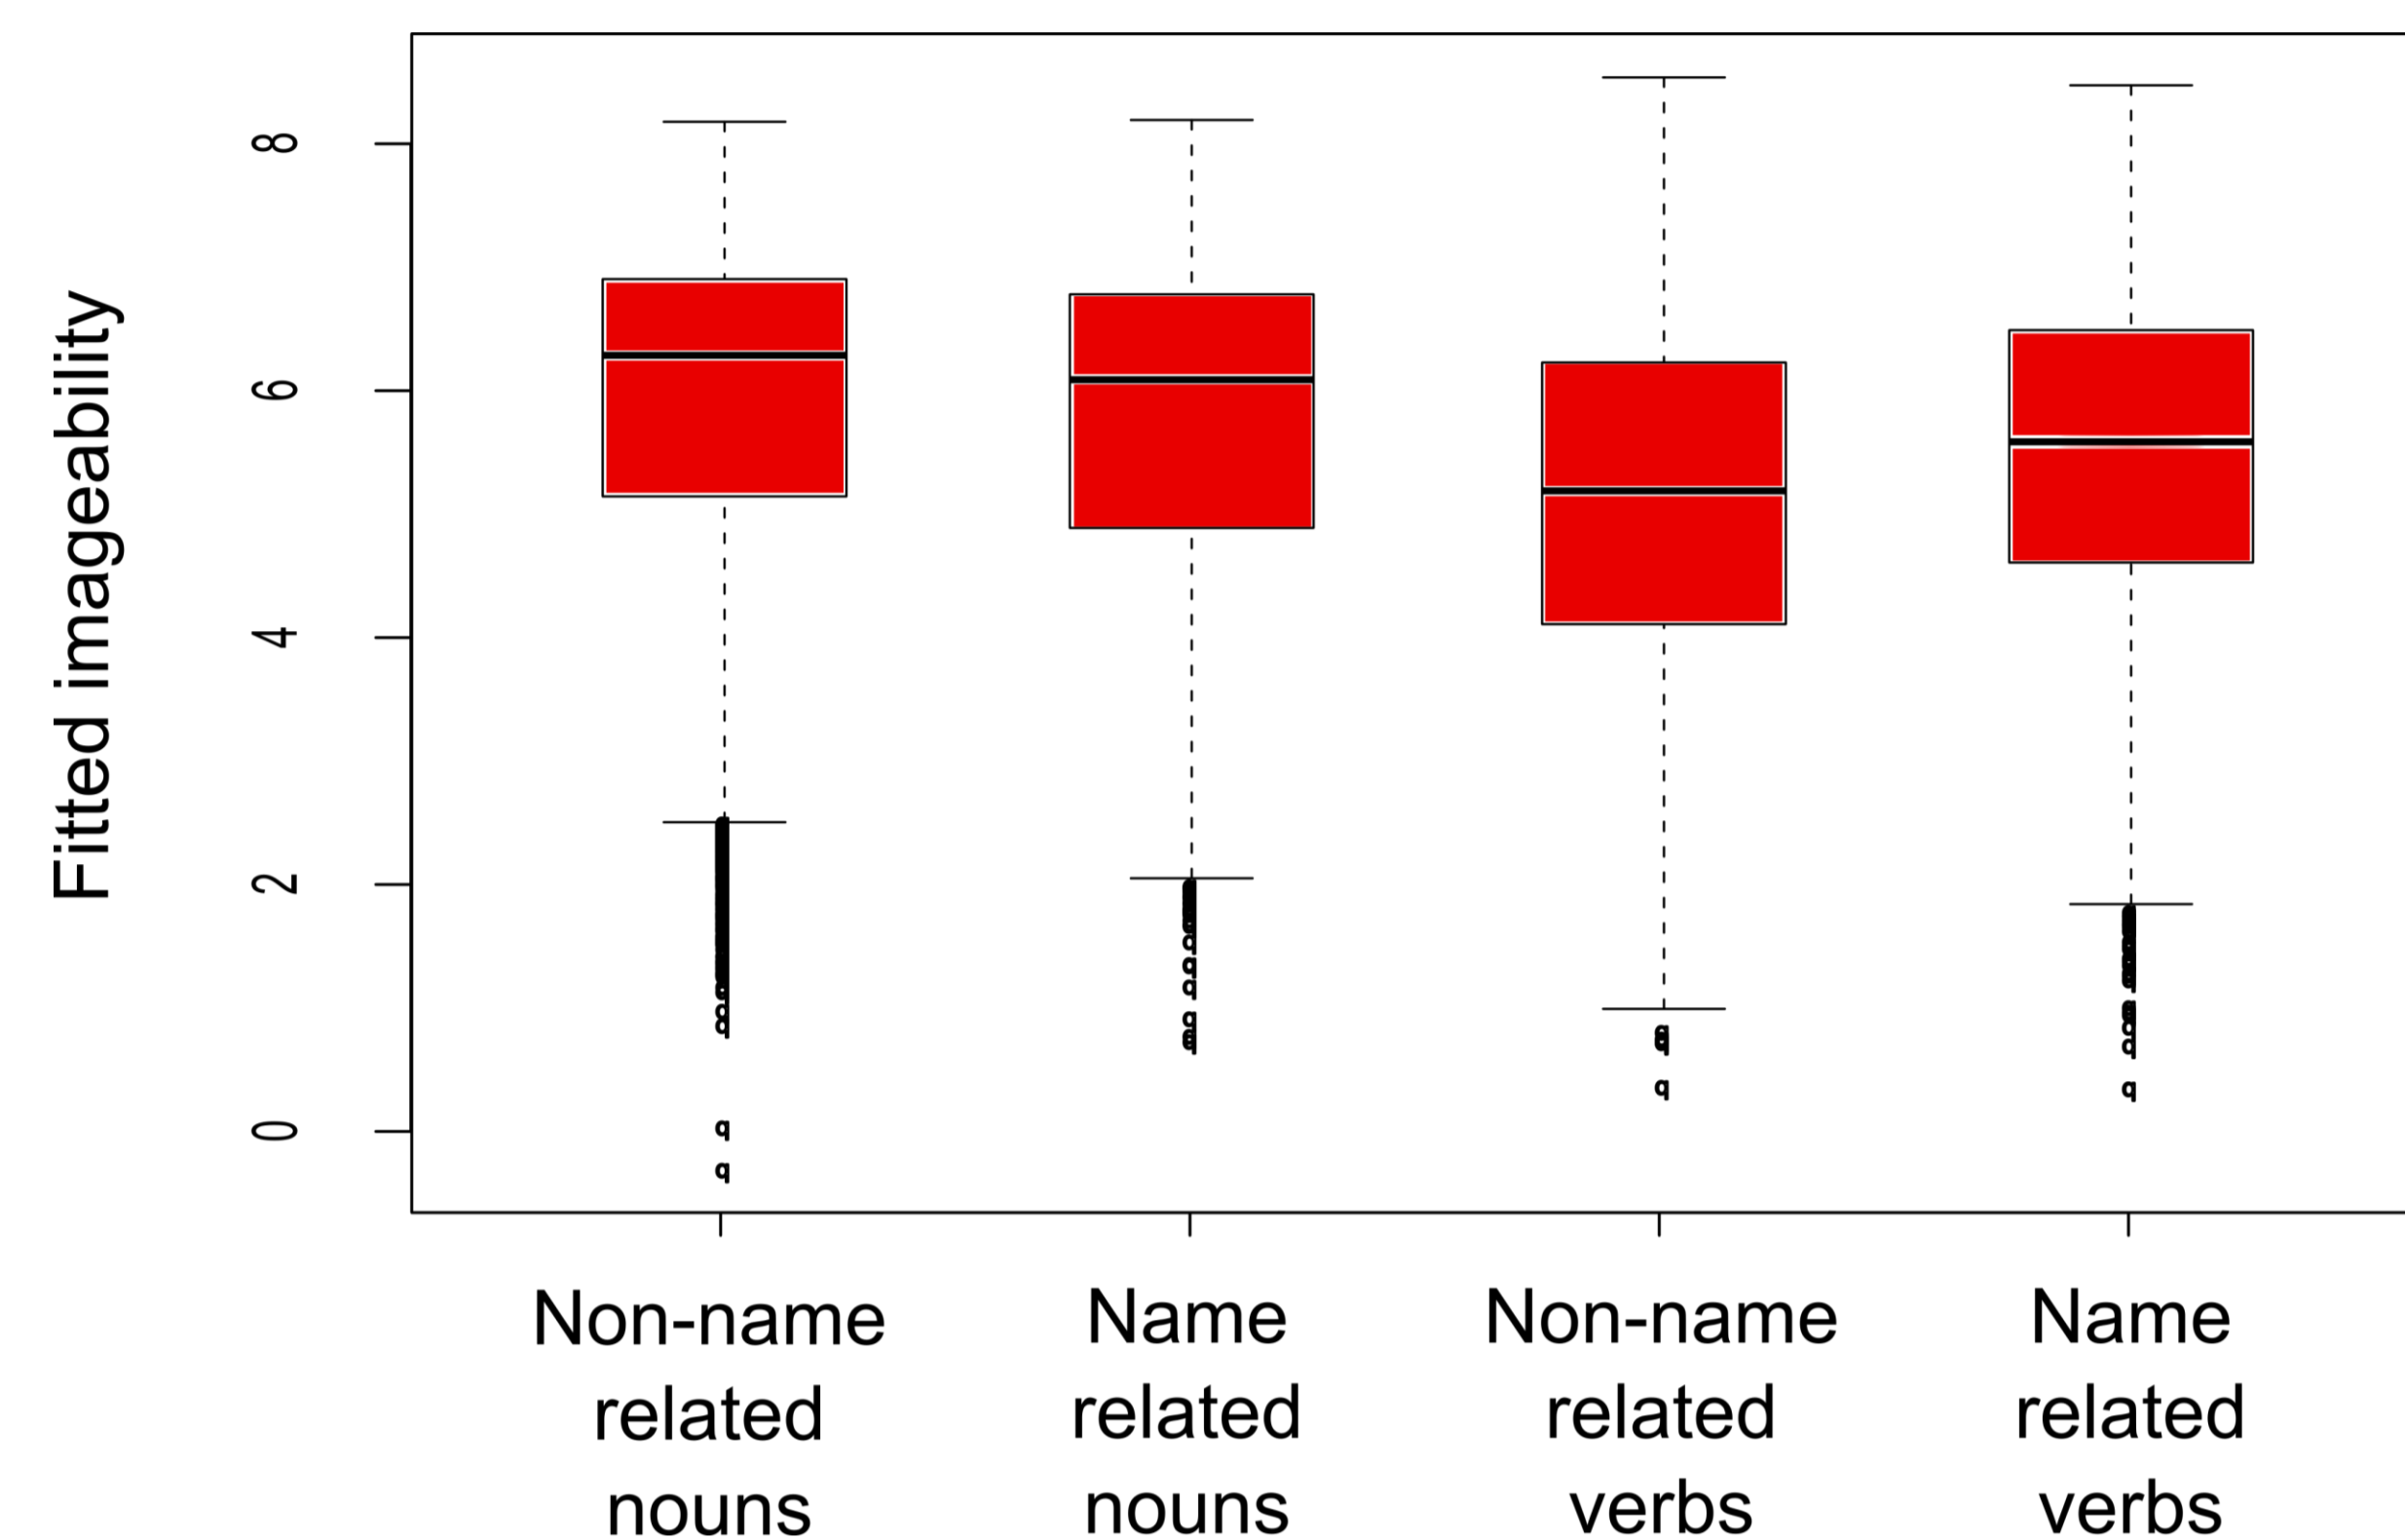 Fitted imageability
8
6
4
2
0
Non-name
related
nouns
Name
related
nouns
Non-name
related
verbs
Name
related
verbs